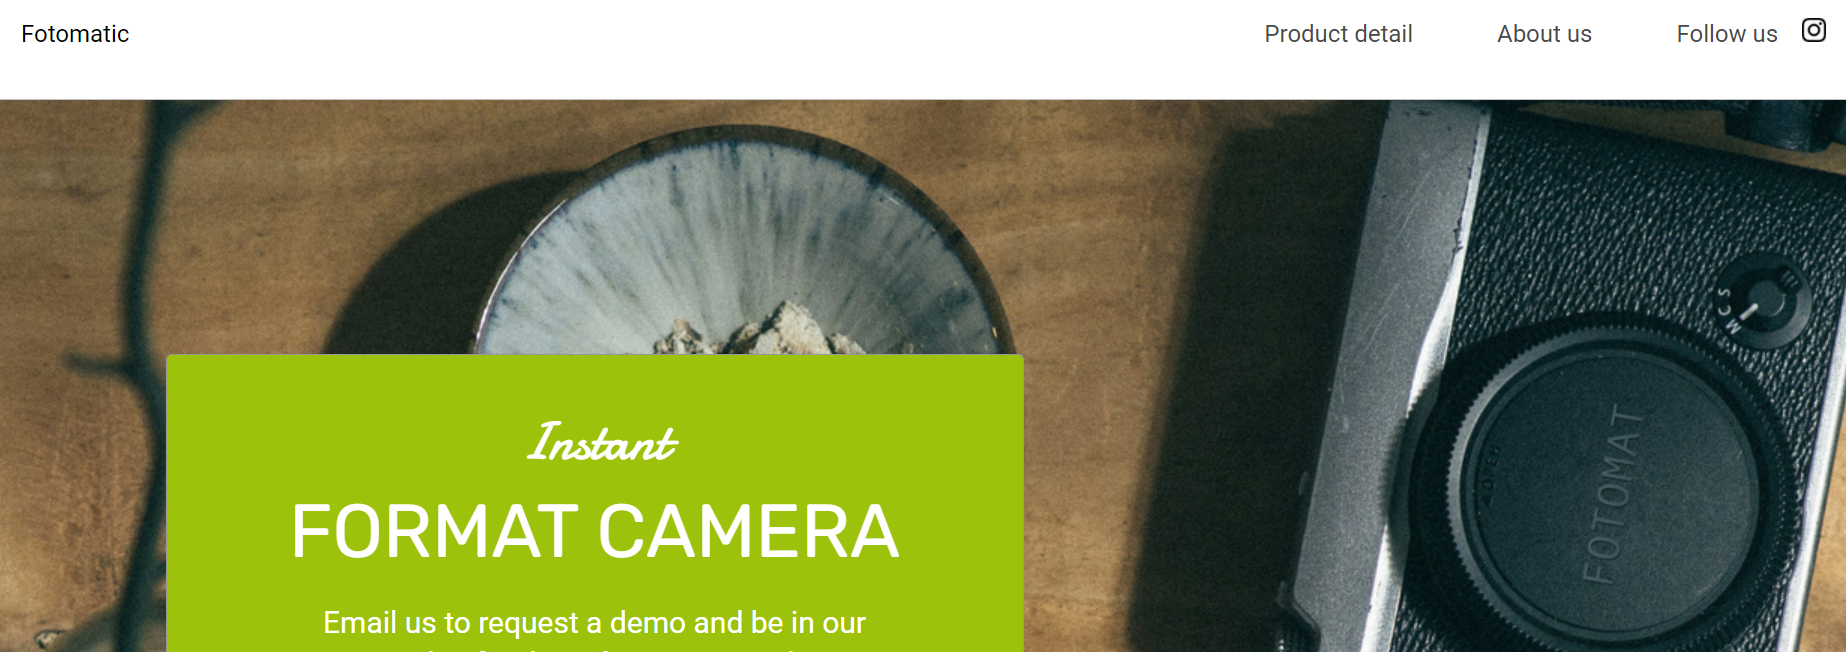 Fotomatic
Product detail
About us
Follow us
Instant
FORMAT CAMERA
Email us to request a demo and be in our
FOTOMAT
M C S